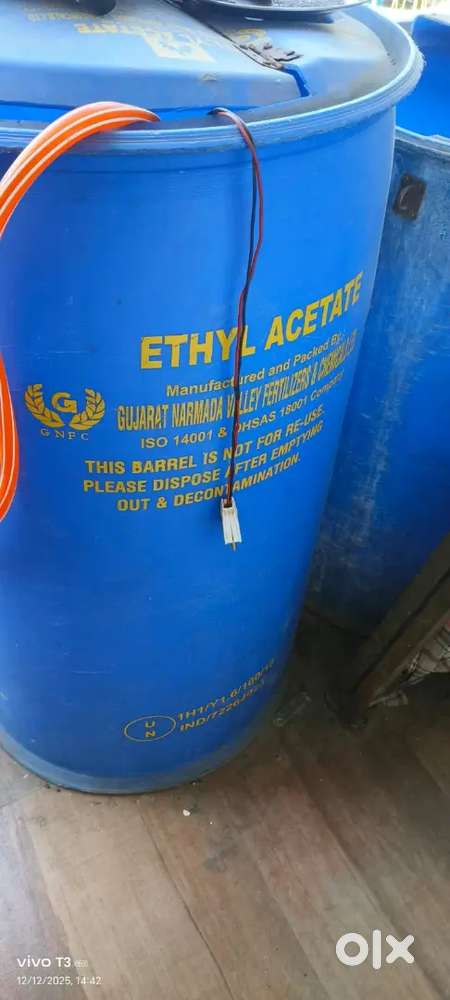 ACETATE
ETHYL ACETATE
Manufactured and Packed By:
GUJARAT NARMADA VALLEY FERTILIZERS & CHEMICALS
ISO 14001 & OHSAS 18001 Company
G
GNFC
THIS BARREL IS NOT FOR RE-USE.
PLEASE DISPOSE AFTER EMPTYING
OUT & DECONTAMINATION.
UN
1H1/Y1.6/100/10
vivo T3
12/12/2025, 14:42
olx